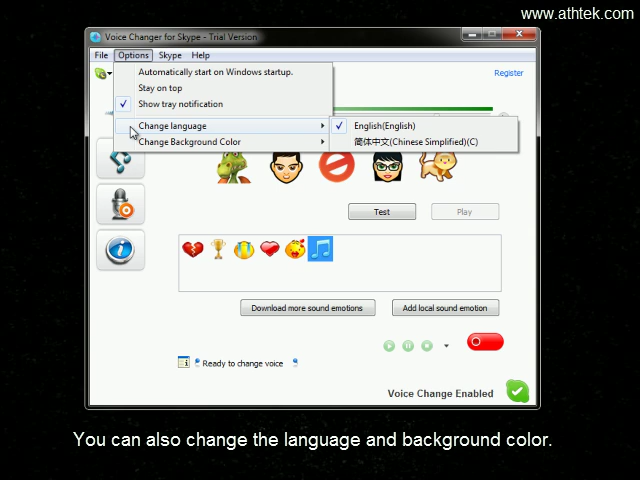 www.athtek.com
Voice Changer for Skype - Trial Version
File Options Skype Help
Automatically start on Windows startup.
Register
Stay on top
Show tray notification
Change language
English(English)
Change Background Color
简体中文(Chinese Simplified)(C)
Test
Play
Download more sound emotions
Add local sound emotion
Ready to change voice
Voice Change Enabled
You can also change the language and background color.